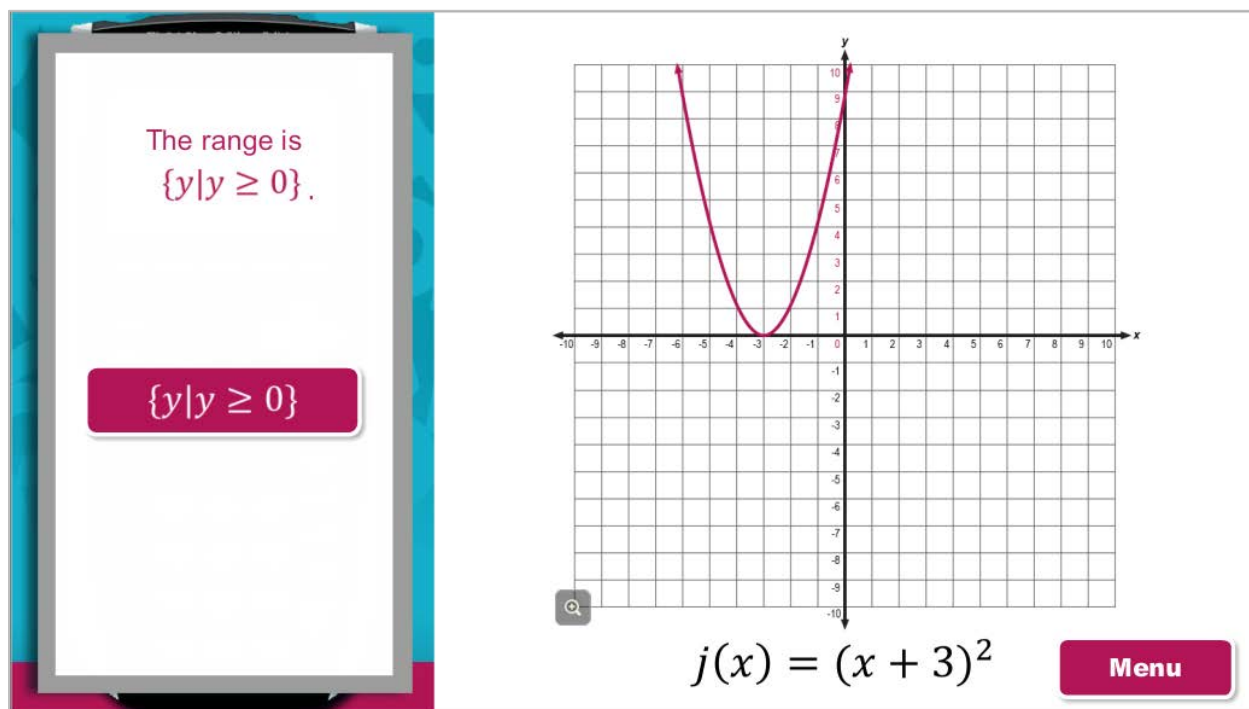 The range is
{y|y ≥ 0}.
{y|y ≥ 0}
y
10
9
8
7
6
5
4
3
2
1
-10 -9 -8 -7 -6 -5 -4 -3 -2 -1 0 1 2 3 4 5 6 7 8 9 10 x
-1
-2
-3
-4
-5
-6
-7
-8
-9
-10
j(x) = (x + 3)²
Menu